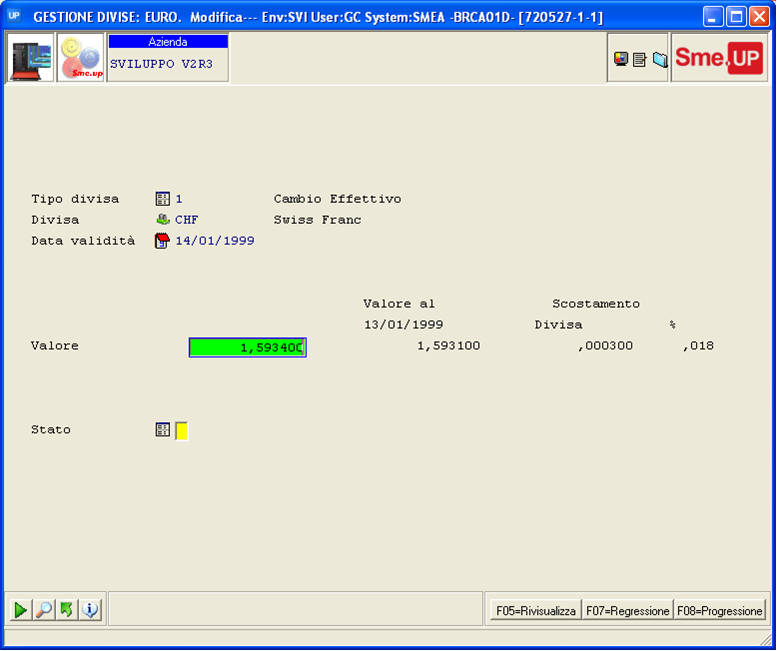 UP GESTIONE DIVISE: EURO. Modifica--- Env:SVI User:GC System:SMEA -BRCA01D- [720527-1-1]
Sme.up
Azienda
SVILUPPO V2R3
Sme.UP
Tipo divisa 1 Cambio Effettivo
Divisa CHF Swiss Franc
Data validità 14/01/1999
Valore al Scostamento
13/01/1999 Divisa %
Valore 1,593400 1,593100 ,000300 ,018
Stato
F05=Rivisualizza F07=Regressione F08=Progressione